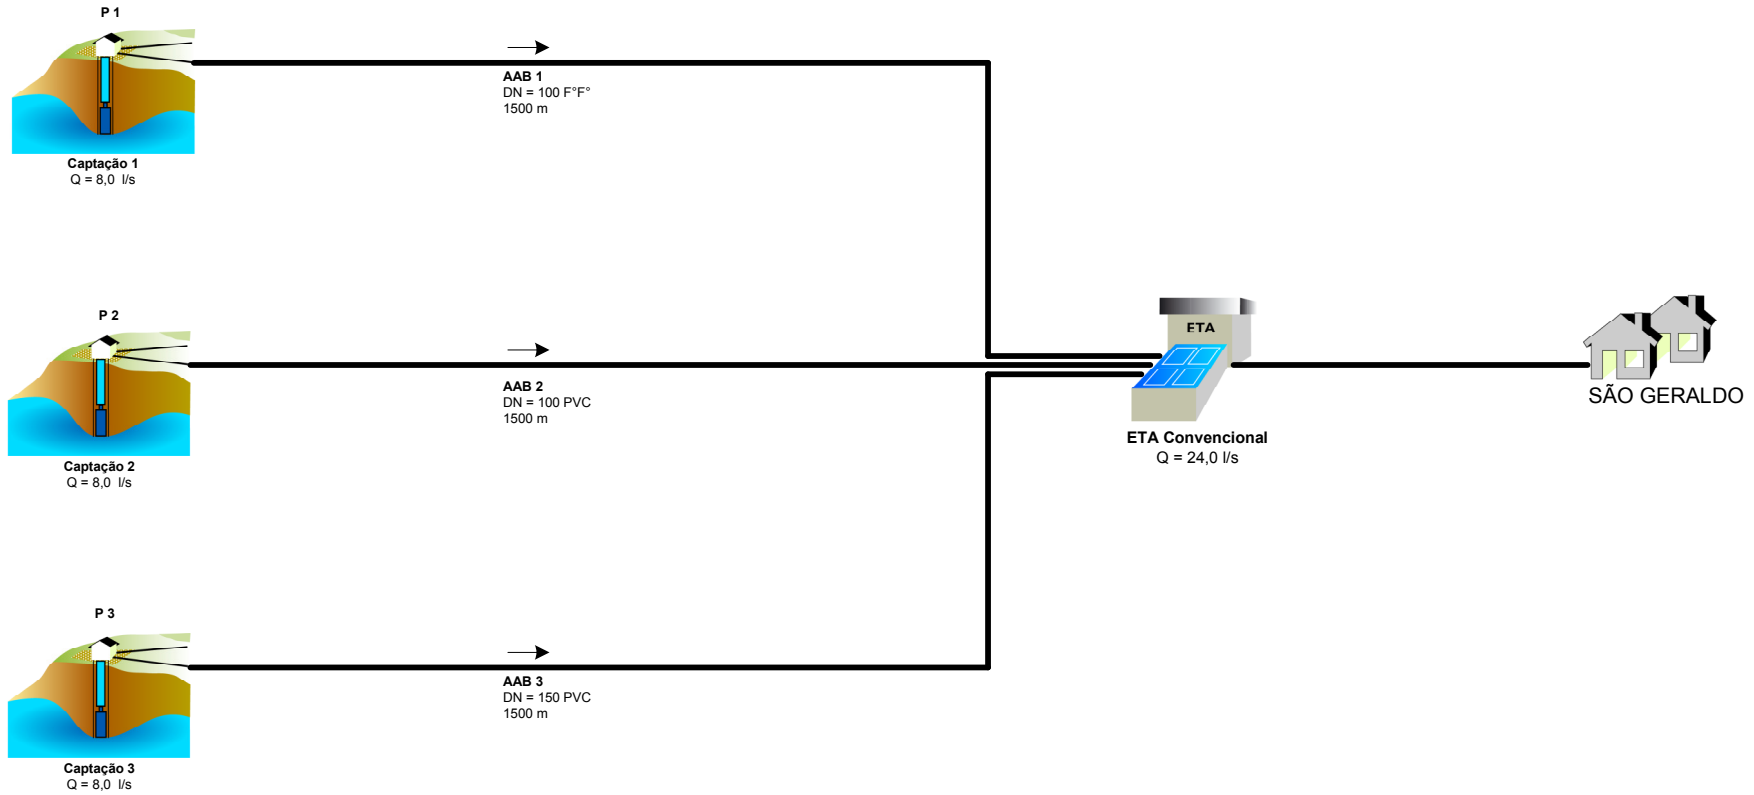 P 1
AAB 1
DN = 100 F°F°
1500 m
Captação 1
Q = 8,0 l/s
P 2
AAB 2
DN = 100 PVC
1500 m
Captação 2
Q = 8,0 l/s
ETA
SÃO GERALDO
ETA Convencional
Q = 24,0 l/s
P 3
AAB 3
DN = 150 PVC
1500 m
Captação 3
Q = 8,0 l/s